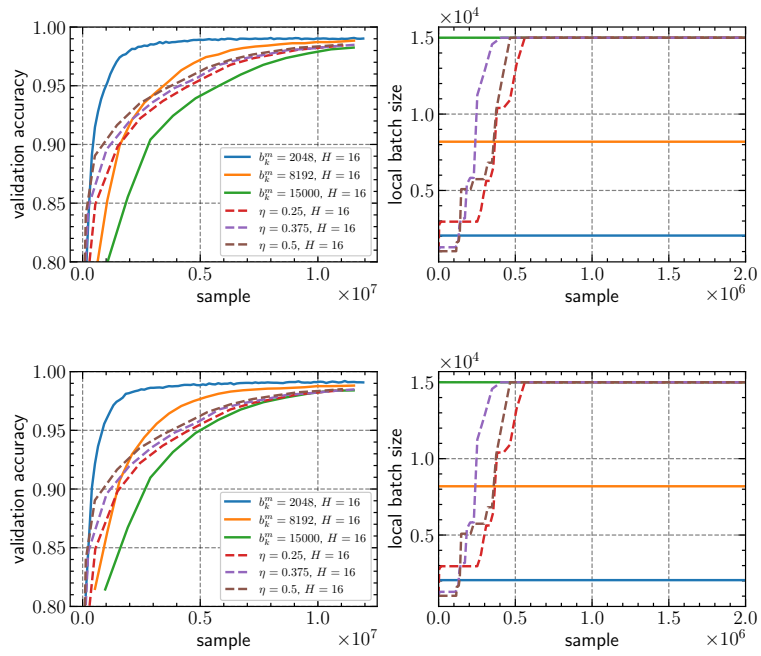 1.00
0.95
0.90
0.85
0.80
validation accuracy
b_k^m = 2048, H = 16
b_k^m = 8192, H = 16
b_k^m = 15000, H = 16
η = 0.25, H = 16
η = 0.375, H = 16
η = 0.5, H = 16
0.0 0.5 1.0
sample
×10^7
×10^4
1.5
1.0
0.5
local batch size
0.0 0.5 1.0 1.5 2.0
sample
×10^6
1.00
0.95
0.90
0.85
0.80
validation accuracy
b_k^m = 2048, H = 16
b_k^m = 8192, H = 16
b_k^m = 15000, H = 16
η = 0.25, H = 16
η = 0.375, H = 16
η = 0.5, H = 16
0.0 0.5 1.0
sample
×10^7
×10^4
1.5
1.0
0.5
local batch size
0.0 0.5 1.0 1.5 2.0
sample
×10^6